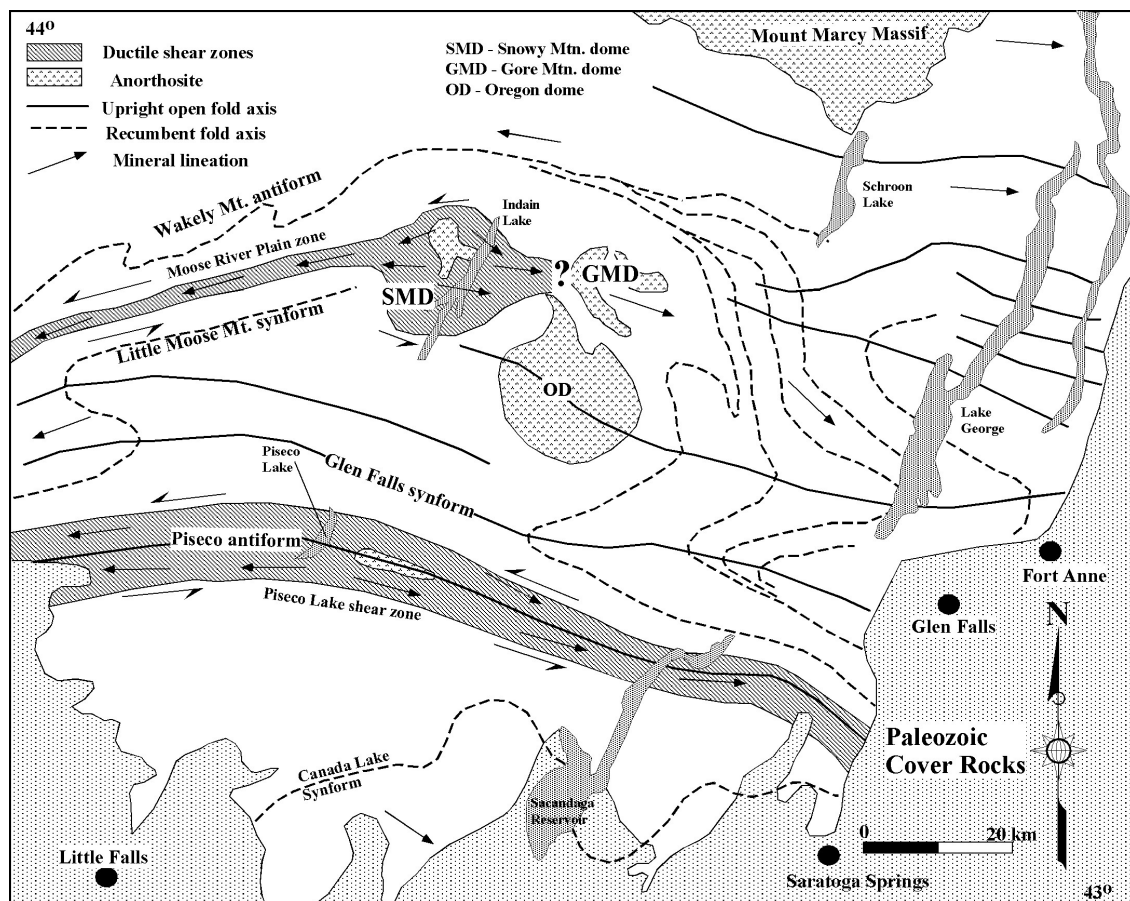 44o
Ductile shear zones
Anorthosite
Upright open fold axis
Recumbent fold axis
Mineral lineation
SMD - Snowy Mtn. dome
GMD - Gore Mtn. dome
OD - Oregon dome
Mount Marcy Massif
Wakely Mt. antiform
Moose River Plain zone
Indain
Lake
Schroon
Lake
?
GMD
SMD
Little Moose Mt. synform
OD
Lake
George
Piseco
Lake
Glen Falls synform
Piseco antiform
Piseco Lake shear zone
Fort Anne
Glen Falls
N
Paleozoic
Cover Rocks
Canada Lake
Synform
Sacandaga
Reservoir
0
20 km
Little Falls
Saratoga Springs
43o